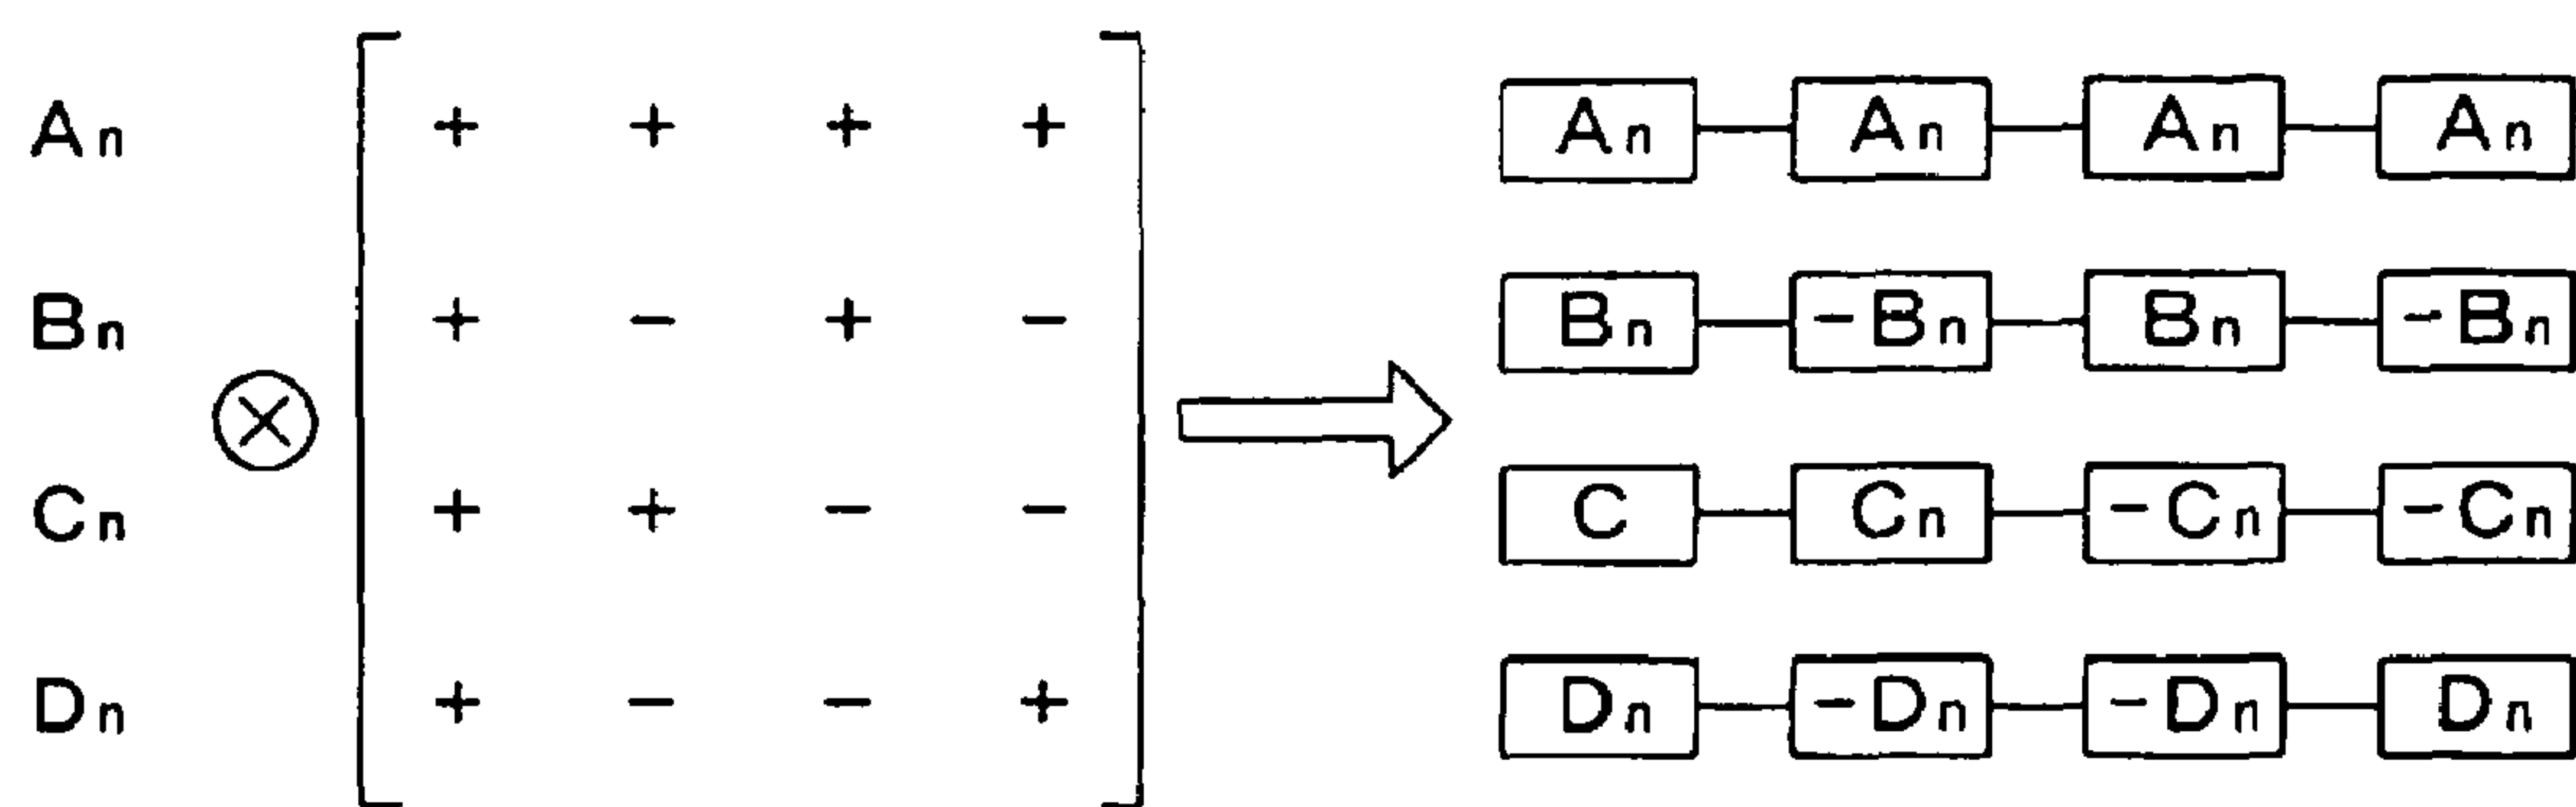 An + + + + An An An An
Bn + - + - Bn -Bn Bn -Bn
⊗
Cn + + - - C Cn -Cn -Cn
Dn + - - + Dn -Dn -Dn Dn